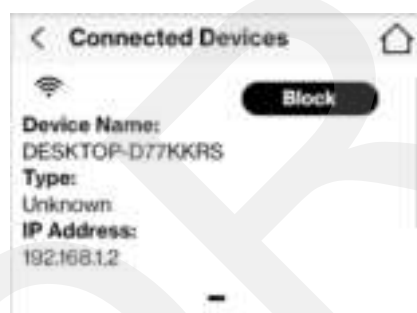 Connected Devices
Block
Device Name:
DESKTOP-D77KKRS
Type:
Unknown
IP Address:
192.168.1.2